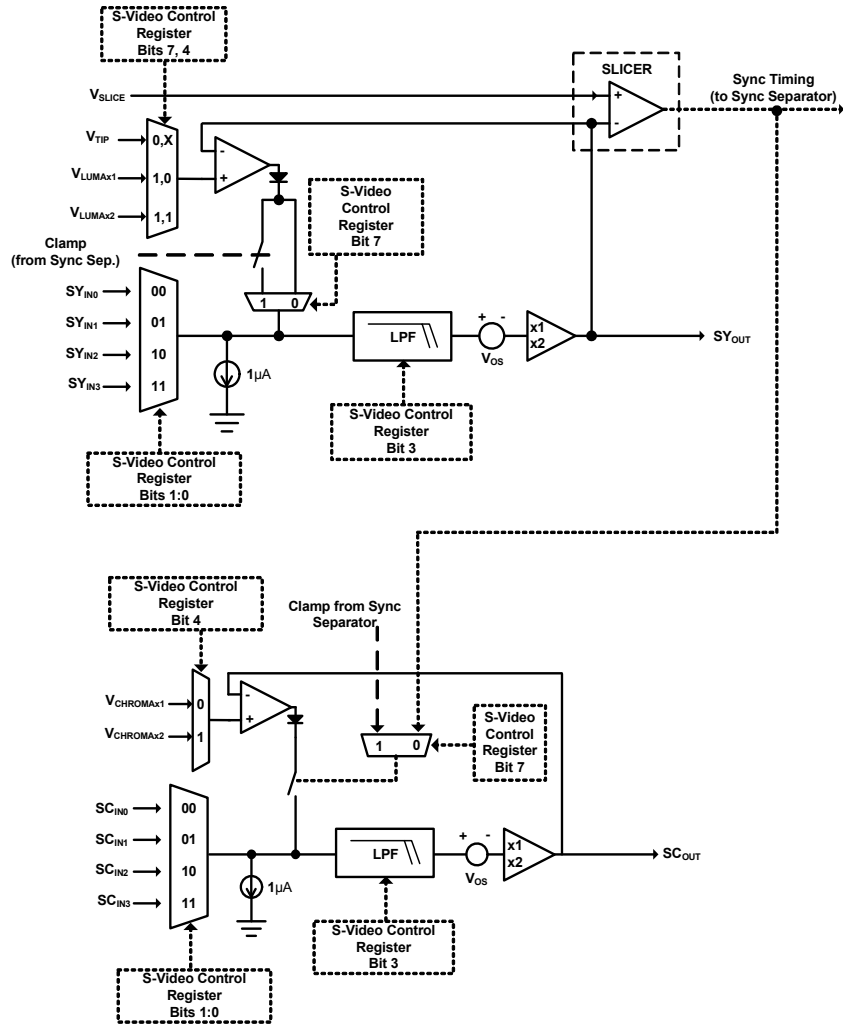 S-Video Control
Register
Bits 7, 4
SLICER
Sync Timing
(to Sync Separator)
VSLICE
+
-
VTIP
0,X
VLUMAx1
1,0
VLUMAx2
1,1
-
+
S-Video
Control
Register
Bit 7
Clamp
(from Sync Sep.)
1 0
SYIN0
00
SYIN1
01
SYIN2
10
SYIN3
11
1µA
LPF
+ -
VOS
x1
x2
SYOUT
S-Video Control
Register
Bit 3
S-Video Control
Register
Bits 1:0
S-Video Control
Register
Bit 4
Clamp from Sync
Separator
VCHROMAx1
0
VCHROMAx2
1
-
+
1 0
S-Video
Control
Register
Bit 7
SCIN0
00
SCIN1
01
SCIN2
10
SCIN3
11
1µA
LPF
+ -
VOS
x1
x2
SCOUT
S-Video Control
Register
Bit 3
S-Video Control
Register
Bits 1:0